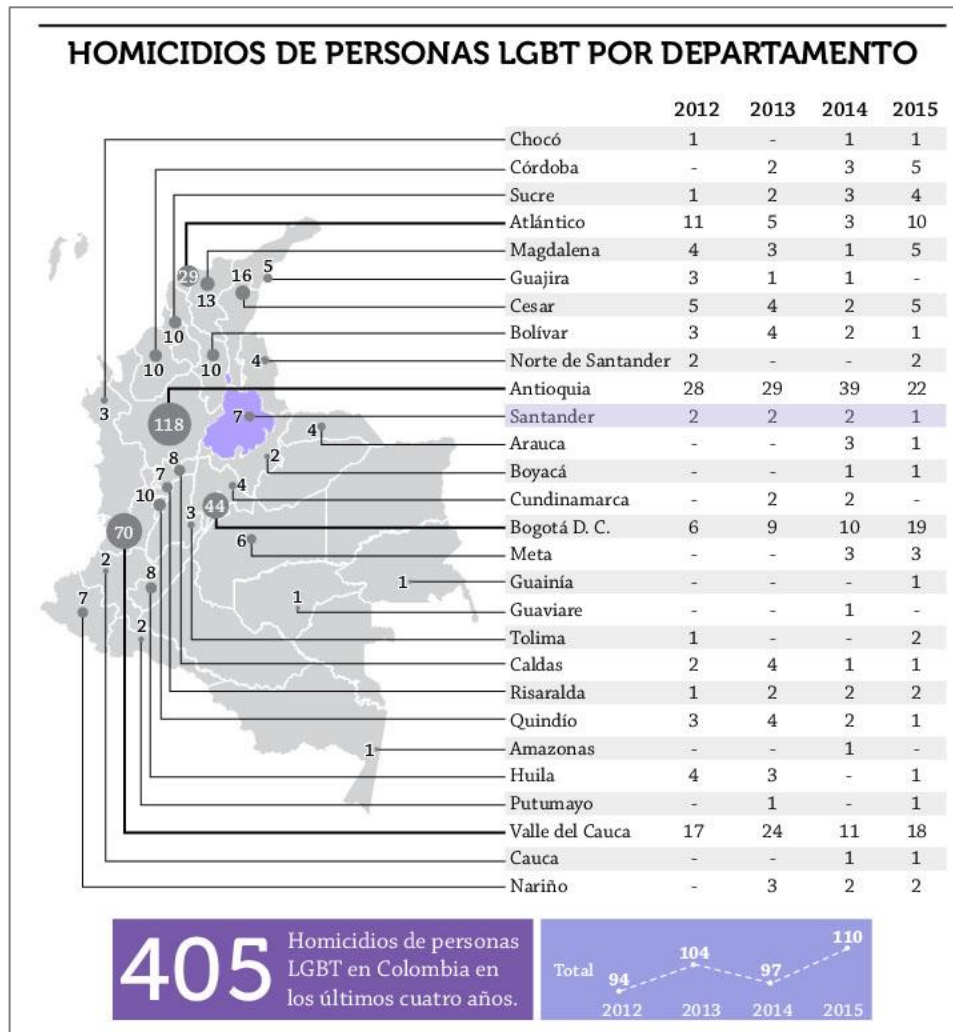 HOMICIDIOS DE PERSONAS LGBT POR DEPARTAMENTO
2012 2013 2014 2015
Chocó 1 - 1 1
Córdoba - 2 3 5
Sucre 1 2 3 4
Atlántico 11 5 3 10
Magdalena 4 3 1 5
Guajira 3 1 1 -
Cesar 5 4 2 5
Bolívar 3 4 2 1
Norte de Santander 2 - - 2
Antioquia 28 29 39 22
Santander 2 2 2 1
Arauca - - 3 1
Boyacá - - 1 1
Cundinamarca - 2 2 -
Bogotá D. C. 6 9 10 19
Meta - - 3 3
Guainía - - - 1
Guaviare - - 1 -
Tolima 1 - - 2
Caldas 2 4 1 1
Risaralda 1 2 2 2
Quindío 3 4 2 1
Amazonas - - 1 -
Huila 4 3 - 1
Putumayo - 1 - 1
Valle del Cauca 17 24 11 18
Cauca - - 1 1
Nariño - 3 2 2
5
29
16
13
10
10
10
4
3
118
7
4
8
2
7
4
10
44
3
70
6
2
8
1
7
1
2
1
405
Homicidios de personas
LGBT en Colombia en
los últimos cuatro años.
Total
94 104 97 110
2012 2013 2014 2015